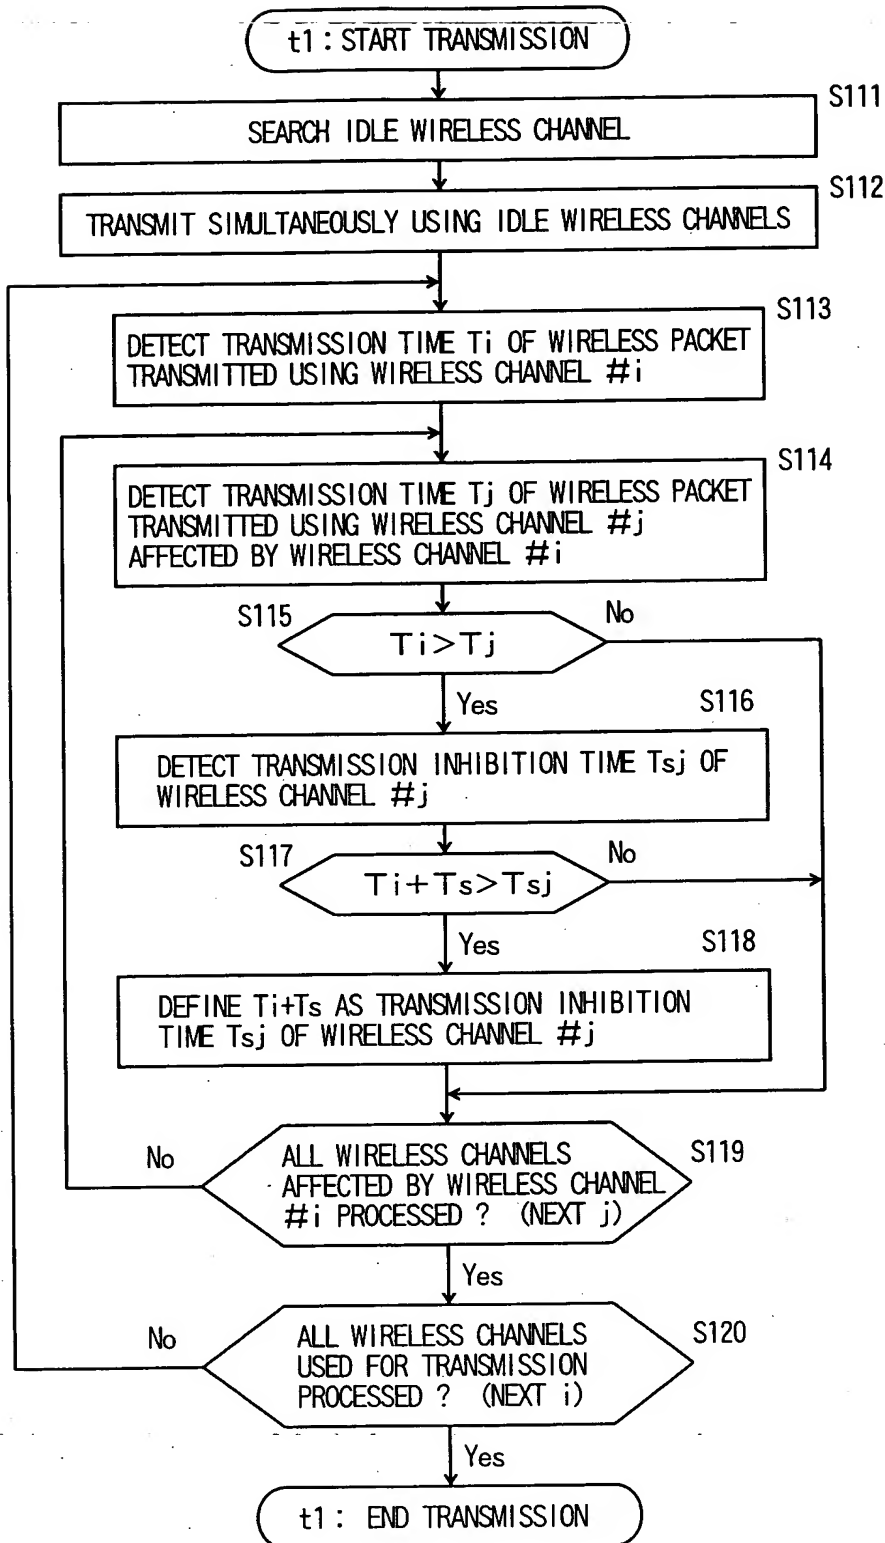 t1 : START TRANSMISSION
S111
SEARCH IDLE WIRELESS CHANNEL
S112
TRANSMIT SIMULTANEOUSLY USING IDLE WIRELESS CHANNELS
S113
DETECT TRANSMISSION TIME Ti OF WIRELESS PACKET
TRANSMITTED USING WIRELESS CHANNEL #i
S114
DETECT TRANSMISSION TIME Tj OF WIRELESS PACKET
TRANSMITTED USING WIRELESS CHANNEL #j
AFFECTED BY WIRELESS CHANNEL #i
S115
No
Ti>Tj
Yes
S116
DETECT TRANSMISSION INHIBITION TIME Tsj OF
WIRELESS CHANNEL #j
S117
No
Ti+Ts>Tsj
Yes
S118
DEFINE Ti+Ts AS TRANSMISSION INHIBITION
TIME Tsj OF WIRELESS CHANNEL #j
No
S119
ALL WIRELESS CHANNELS
AFFECTED BY WIRELESS CHANNEL
#i PROCESSED ? (NEXT j)
Yes
No
S120
ALL WIRELESS CHANNELS
USED FOR TRANSMISSION
PROCESSED ? (NEXT i)
Yes
t1 : END TRANSMISSION